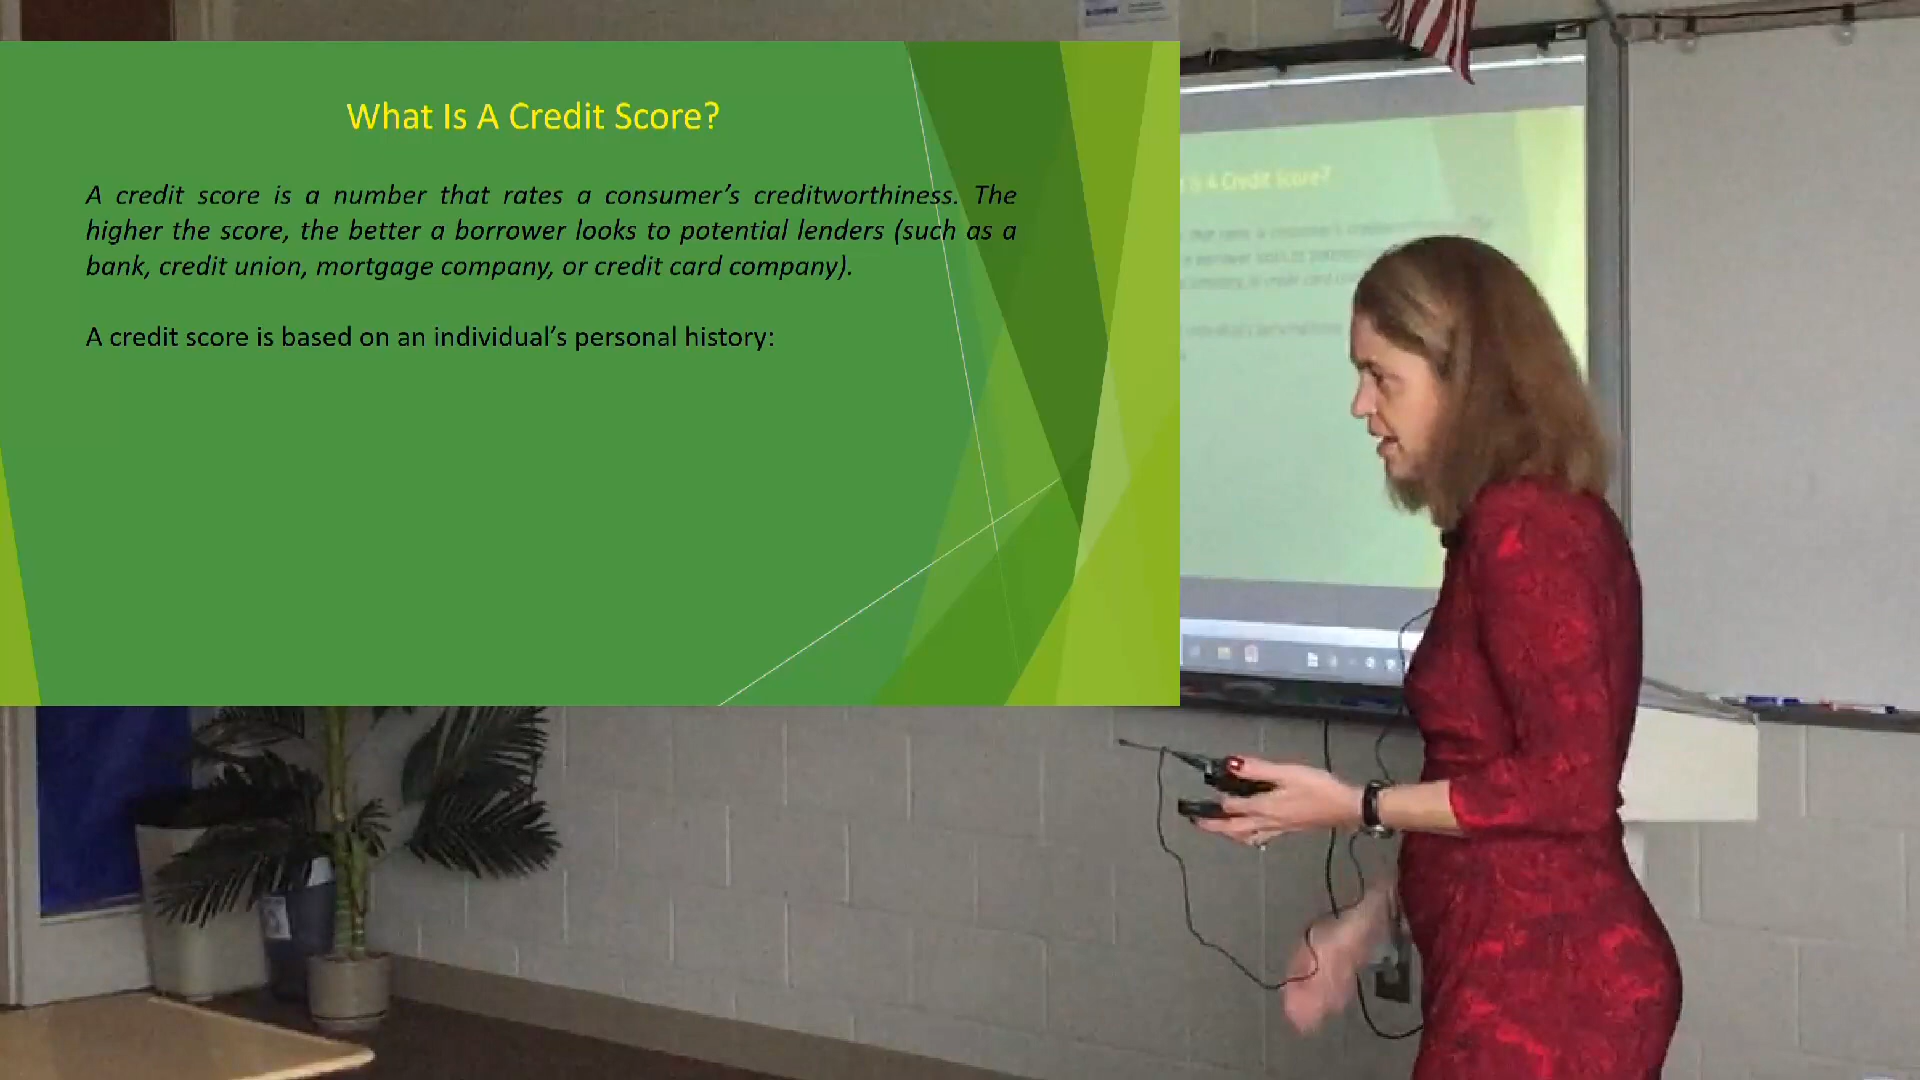 What Is A Credit Score?
A credit score is a number that rates a consumer’s creditworthiness. The
higher the score, the better a borrower looks to potential lenders (such as a
bank, credit union, mortgage company, or credit card company).
A credit score is based on an individual’s personal history:
A Credit Score?